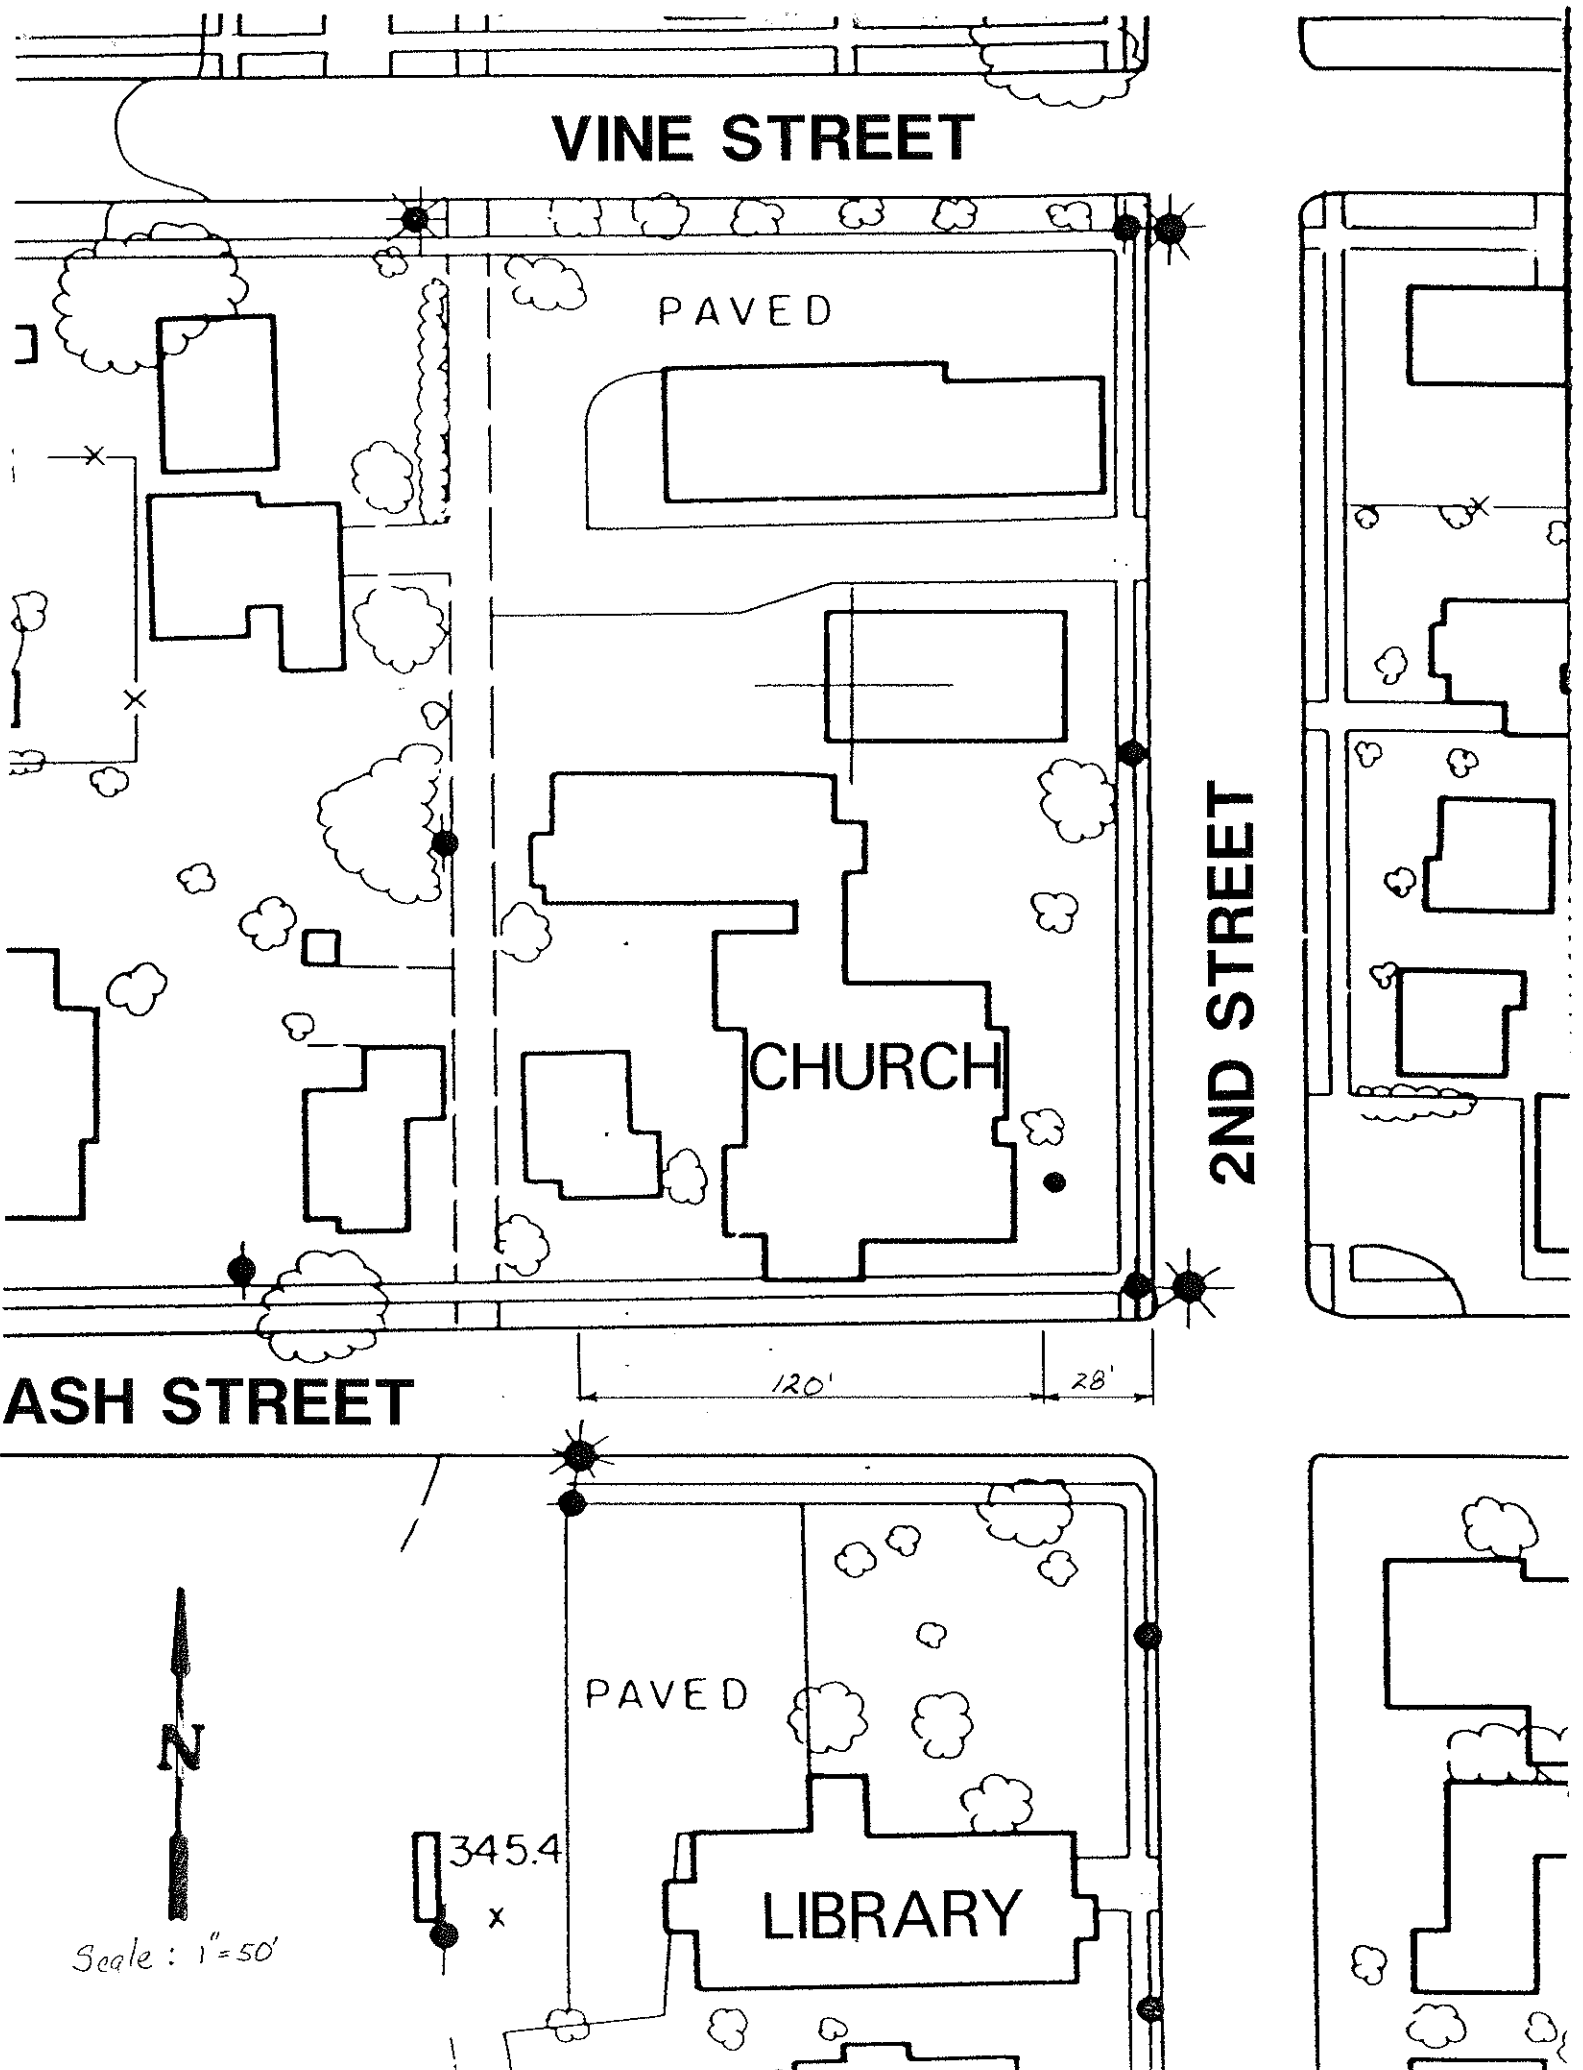 VINE STREET
PAVED
2ND STREET
CHURCH
120'
28'
ASH STREET
PAVED
N
345.4
x
LIBRARY
Scale : 1"=50'